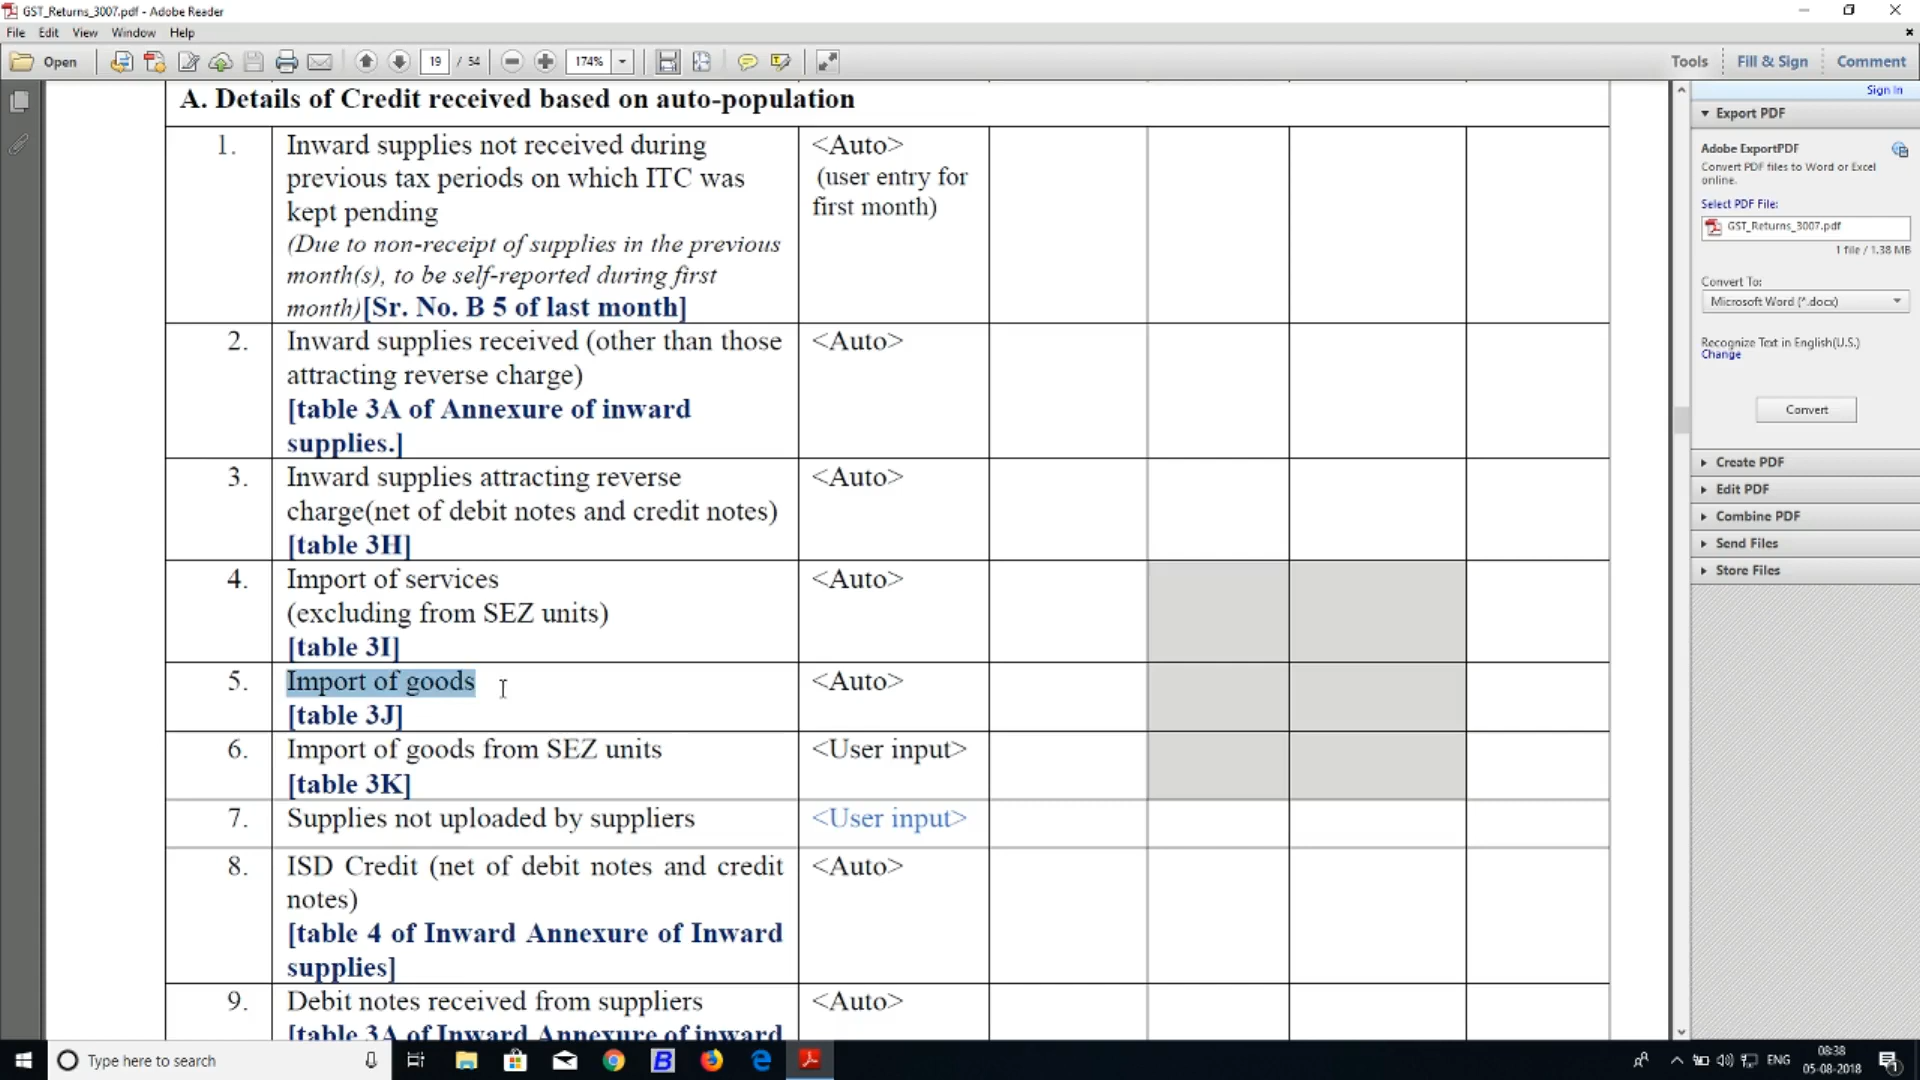 GST_Returns_3007.pdf - Adobe Reader
File Edit View Window Help
Open 19 / 54 174% Tools Fill & Sign Comment
Sign In
Export PDF
Adobe ExportPDF
Convert PDF files to Word or Excel
online.
Select PDF File:
GST_Returns_3007.pdf
1 file / 1.38 MB
Convert To:
Microsoft Word (*.docx)
Recognize Text in English(U.S.)
Change
Convert
Create PDF
Edit PDF
Combine PDF
Send Files
Store Files
A. Details of Credit received based on auto-population
1. Inward supplies not received during <Auto>
previous tax periods on which ITC was (user entry for
kept pending first month)
(Due to non-receipt of supplies in the previous
month(s), to be self-reported during first
month)[Sr. No. B 5 of last month]
2. Inward supplies received (other than those <Auto>
attracting reverse charge)
[table 3A of Annexure of inward
supplies.]
3. Inward supplies attracting reverse <Auto>
charge(net of debit notes and credit notes)
[table 3H]
4. Import of services <Auto>
(excluding from SEZ units)
[table 3I]
5. Import of goods <Auto>
[table 3J]
6. Import of goods from SEZ units <User input>
[table 3K]
7. Supplies not uploaded by suppliers <User input>
8. ISD Credit (net of debit notes and credit <Auto>
notes)
[table 4 of Inward Annexure of Inward
supplies]
9. Debit notes received from suppliers <Auto>
[table 3A of Inward Annexure of inward
Type here to search
ENG
08:38
05-08-2018